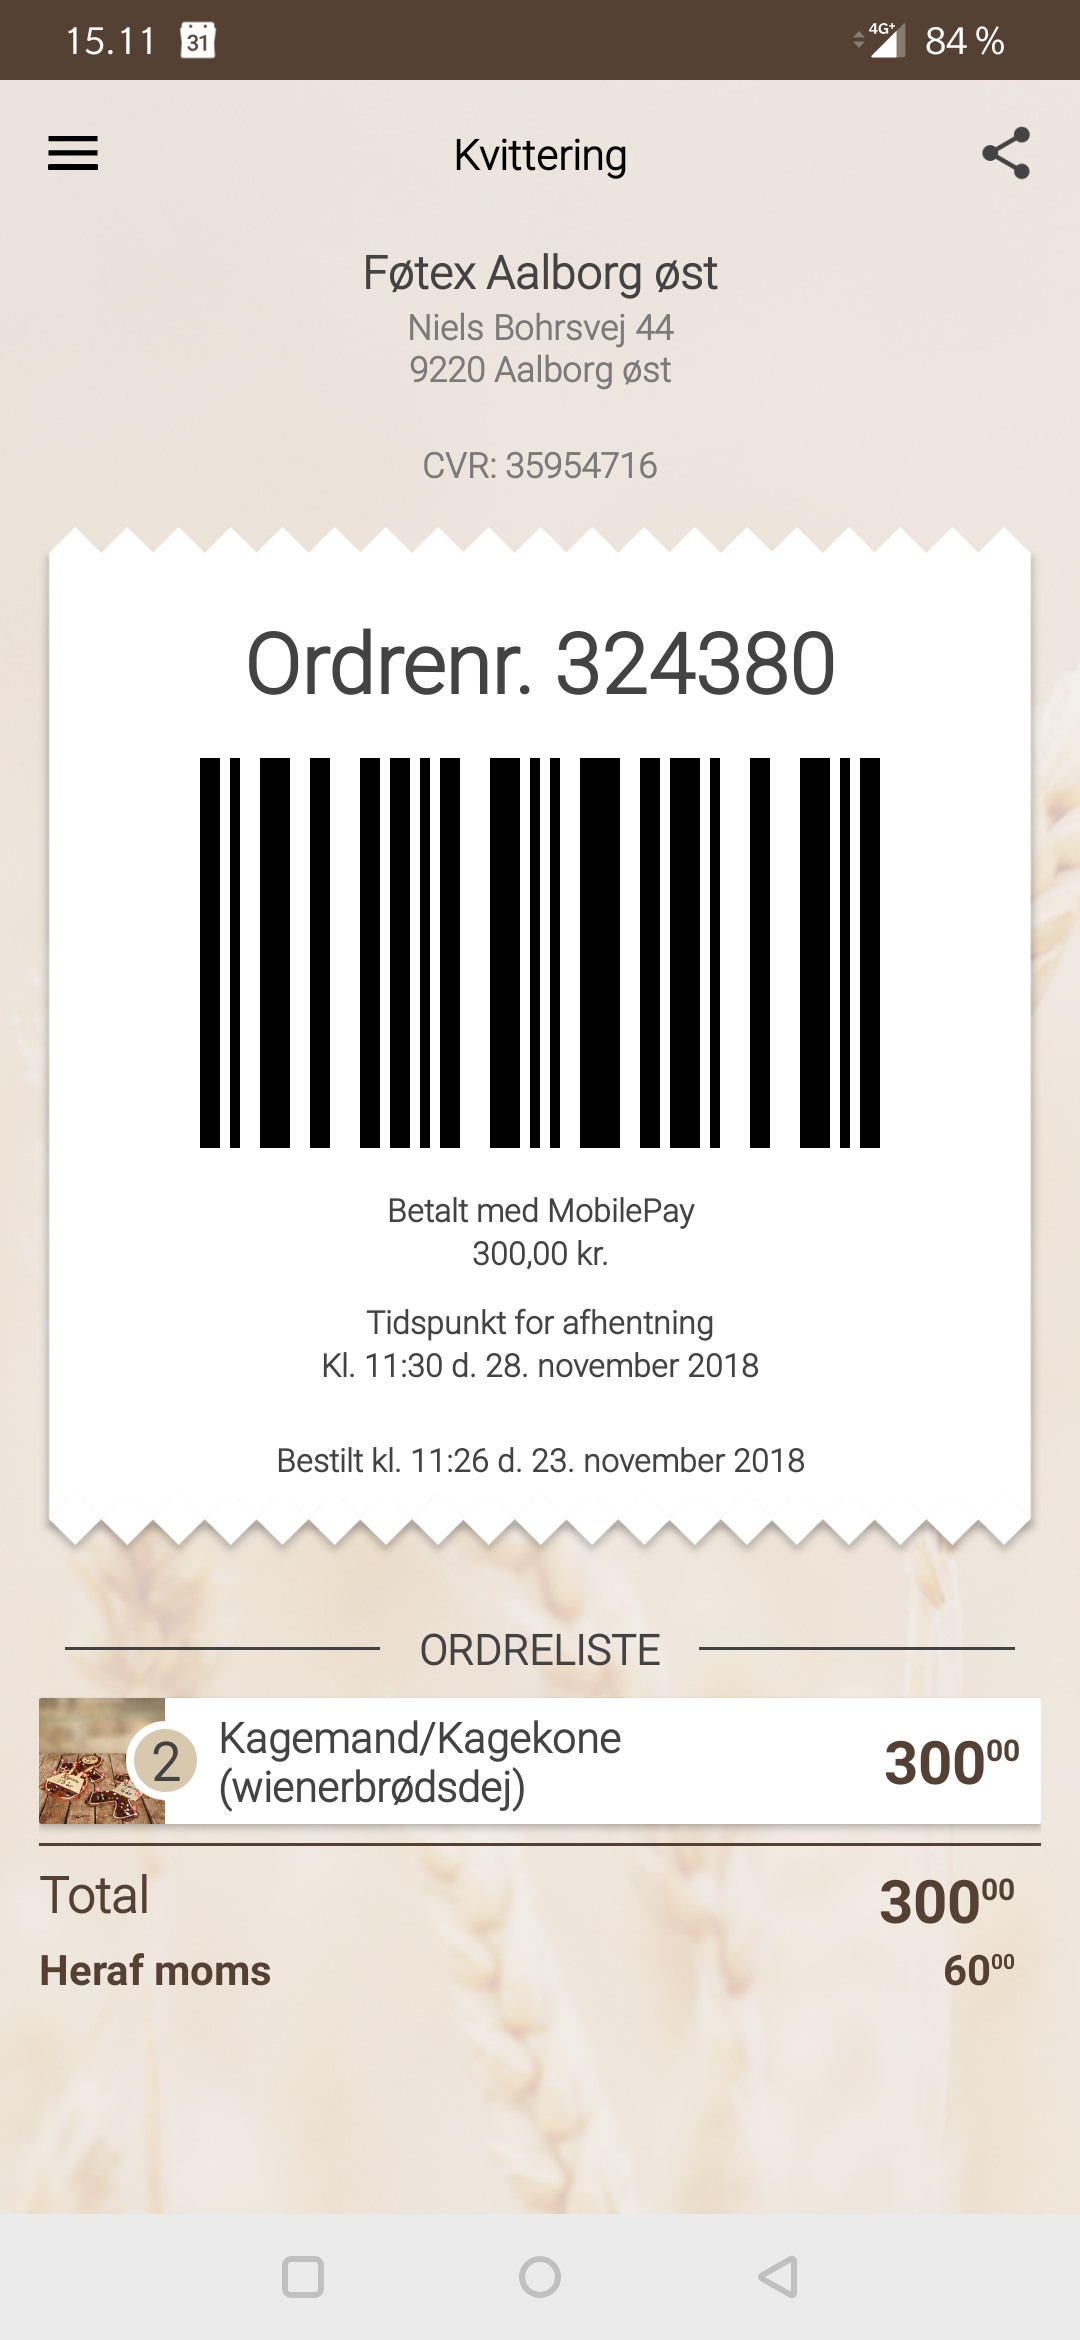 15.11 31 4G+ 84 %
Kvittering
Føtex Aalborg øst
Niels Bohrsvej 44
9220 Aalborg øst
CVR: 35954716
Ordrenr. 324380
Betalt med MobilePay
300,00 kr.
Tidspunkt for afhentning
Kl. 11:30 d. 28. november 2018
Bestilt kl. 11:26 d. 23. november 2018
ORDRELISTE
2 Kagemand/Kagekone
(wienerbrødsdej) 300 00
Total 300 00
Heraf moms 60 00